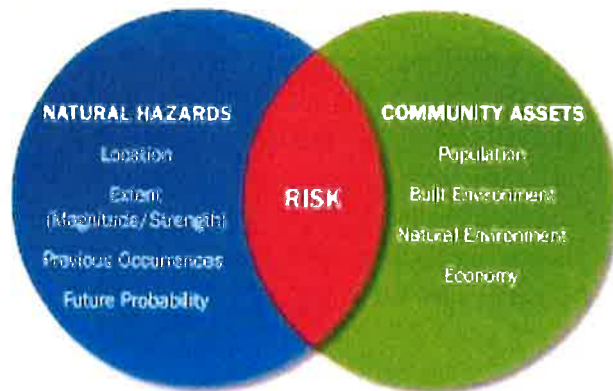 NATURAL HAZARDS
Location
Extent
(Magnitude/Strength)
Previous Occurrences
Future Probability
RISK
COMMUNITY ASSETS
Population
Built Environment
Natural Environment
Economy